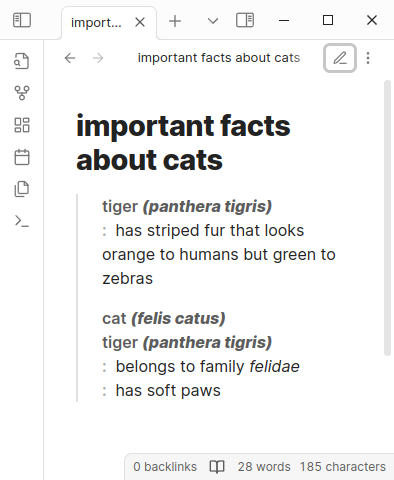 import...
important facts about cats
important facts
about cats
tiger (panthera tigris)
: has striped fur that looks
orange to humans but green to
zebras
cat (felis catus)
tiger (panthera tigris)
: belongs to family felidae
: has soft paws
0 backlinks 28 words 185 characters